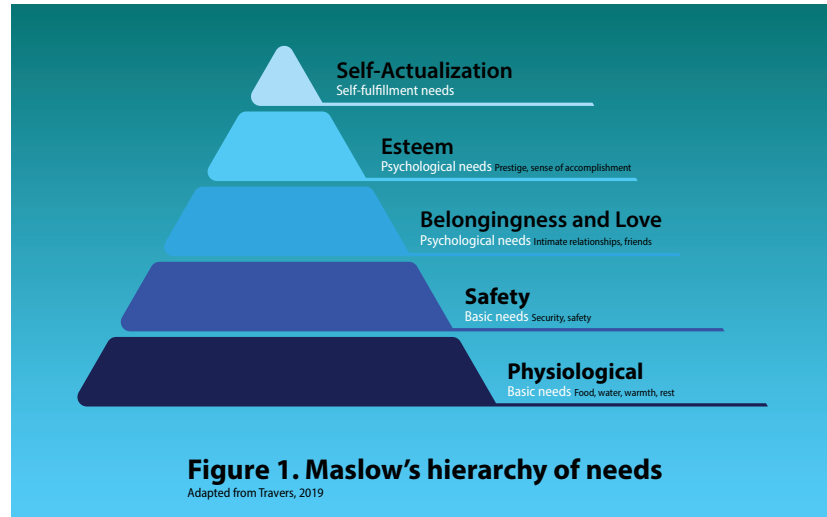 Self-Actualization
Self-fulfillment needs
Esteem
Psychological needs Prestige, sense of accomplishment
Belongingness and Love
Psychological needs Intimate relationships, friends
Safety
Basic needs Security, safety
Physiological
Basic needs Food, water, warmth, rest
Figure 1. Maslow's hierarchy of needs
Adapted from Travers, 2019